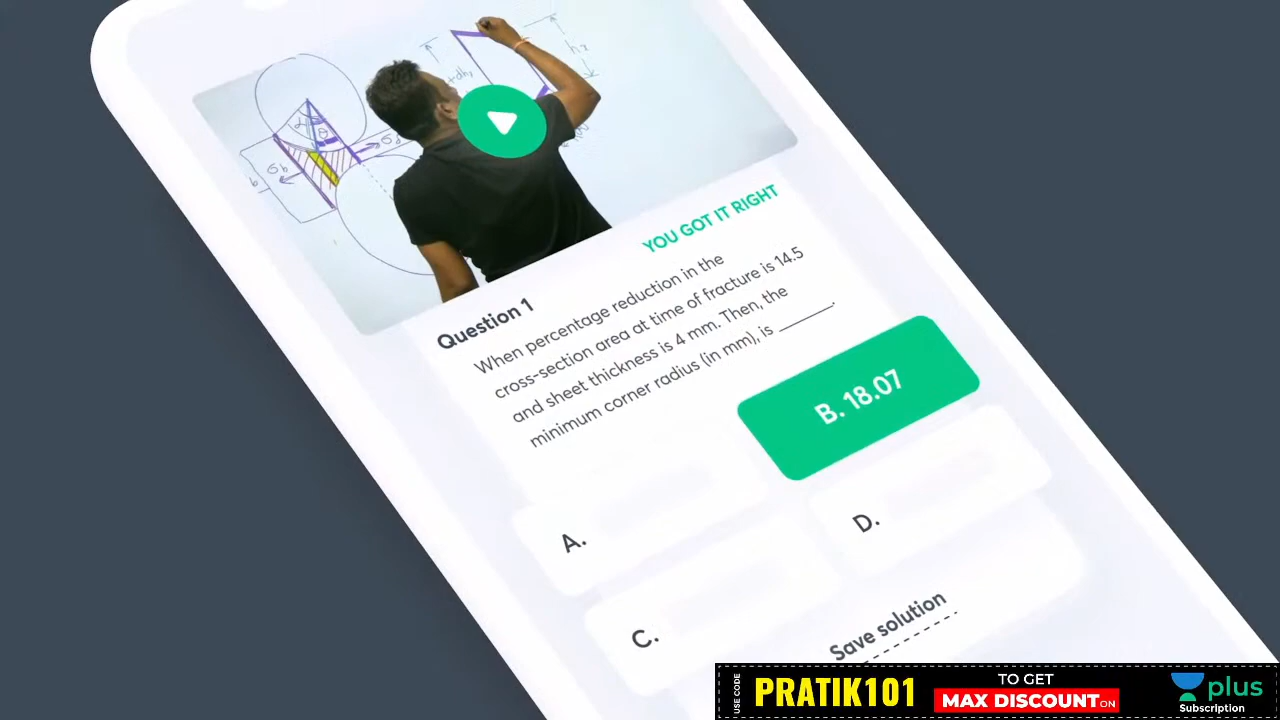 YOU GOT IT RIGHT
Question 1
When percentage reduction in the
cross-section area at time of fracture is 14.5
and sheet thickness is 4 mm. Then, the
minimum corner radius (in mm), is ______.
B. 18.07
A.
D.
C.
Save solution
USE CODE
PRATIK101
TO GET
MAX DISCOUNT ON
plus
Subscription
h2
b